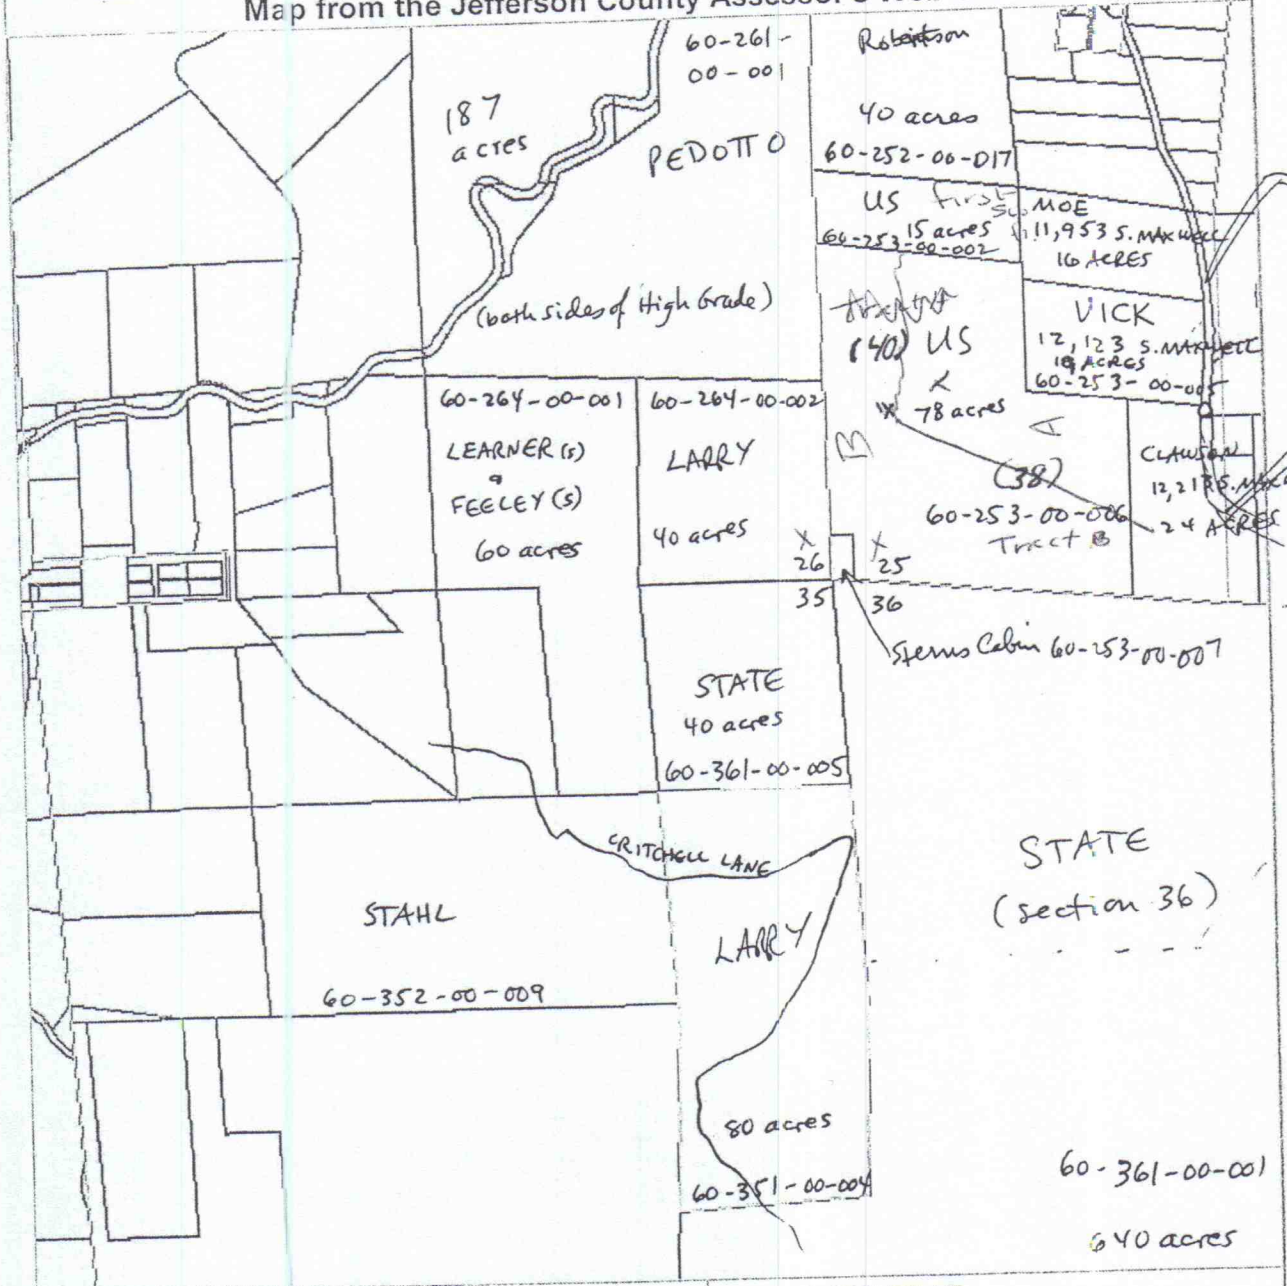 Map from the Jefferson County Assessor's
60-261-
00-001
187
acres
PEDOTTO
(both sides of High Grade)
Robertson
40 acres
60-252-00-017
US First
15 acres
60-253-00-002
MOE
11,953 S. MAXWELL
16 ACRES
VICK
12,123 S. MAXWELL
ACRES
60-253-00-005
(40) US
X
X 78 acres
B
A
(38)
60-253-00-006
Tract B
CLAWSON
12,213 S. MAX
24 ACRES
60-264-00-001
LEARNER(s)
&
FEELEY(s)
60 acres
60-264-00-002
LARRY
40 acres
X
26
X
25
35
36
Sterns Cabin 60-253-00-007
STATE
40 acres
60-361-00-005
CRITCHELL LANE
STAHL
60-352-00-009
LARRY
80 acres
60-351-00-004
STATE
(section 36)
60-361-00-001
640 acres